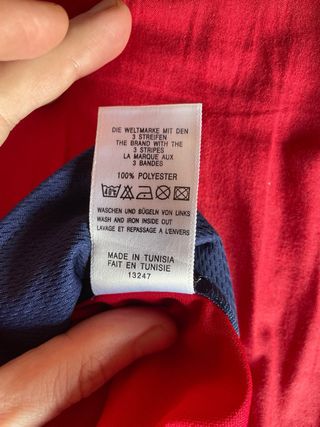 DIE WELTMARKE MIT DEN
3 STREIFEN
THE BRAND WITH THE
3 STRIPES
LA MARQUE AUX
3 BANDES
100% POLYESTER
WASCHEN UND BÜGELN VON LINKS
WASH AND IRON INSIDE OUT
LAVAGE ET REPASSAGE A L'ENVERS
MADE IN TUNISIA
FAIT EN TUNISIE
13247